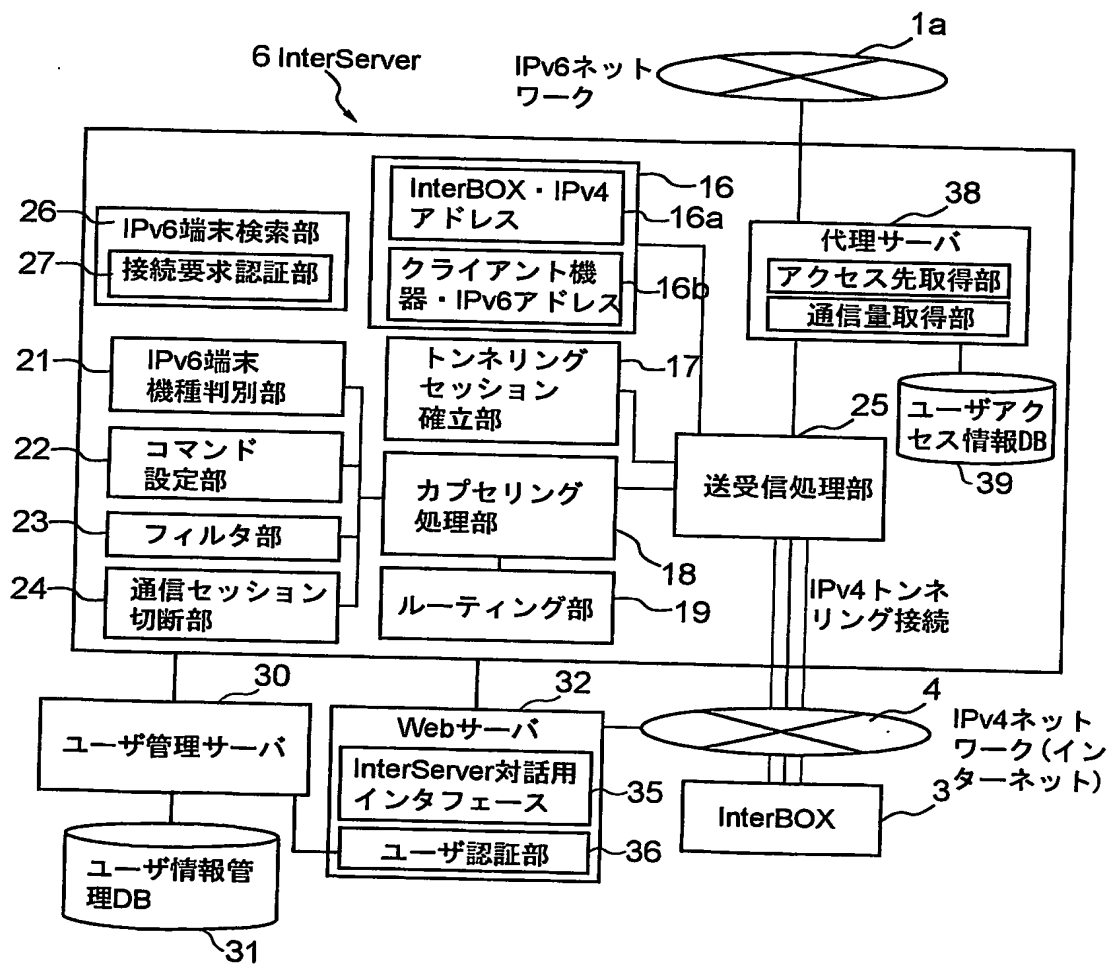 1a
6 InterServer
IPv6ネット
ワーク
16
InterBOX・IPv4
アドレス
16a
クライアント機
器・IPv6アドレス
16b
26
IPv6端末検索部
27
接続要求認証部
38
代理サーバ
アクセス先取得部
通信量取得部
21
IPv6端末
機種判別部
トンネリング
セッション
確立部
17
25
ユーザアク
セス情報DB
39
22
コマンド
設定部
カプセリング
処理部
18
送受信処理部
23
フィルタ部
24
通信セッション
切断部
ルーティング部
19
IPv4トンネ
リング接続
30
ユーザ管理サーバ
32
Webサーバ
InterServer対話用
インタフェース
35
ユーザ認証部
36
4
IPv4ネット
ワーク(イン
ターネット)
InterBOX
3
ユーザ情報管
理DB
31